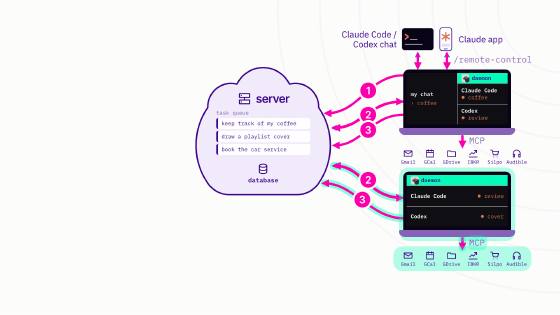 Claude Code /
Codex chat
Claude app
/remote-control
server
task queue
keep track of my coffee
draw a playlist cover
book the car service
database
1
2
3
2
3
my chat
› coffee
daemon
Claude Code
coffee
Codex
review
MCP
Gmail GCal GDrive IBKR Silpo Audible
daemon
Claude Code review
Codex cover
MCP
Gmail GCal GDrive IBKR Silpo Audible